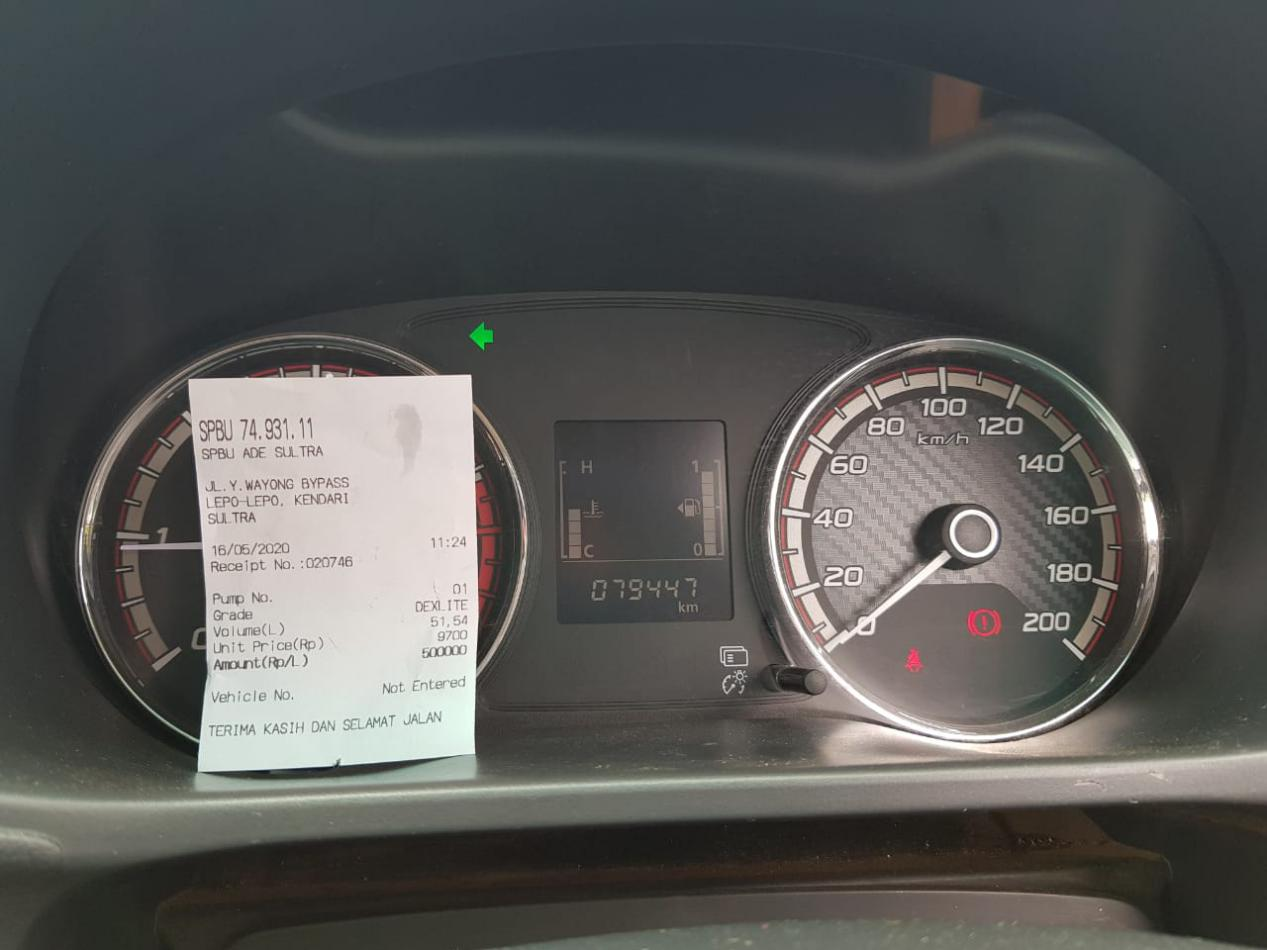 SPBU 74.931.11
SPBU ADE SULTRA
JL.Y.WAYONG BYPASS
LEPO-LEPO, KENDARI
SULTRA
16/05/2020 11:24
Receipt No.:020746
Pump No. 01
Grade DEXLITE
Volume(L) 51,54
Unit Price(Rp) 9700
Amount(Rp/L) 500000
Vehicle No. Not Entered
TERIMA KASIH DAN SELAMAT JALAN
1
H 1
C 0
079447
km
0
20
40
60
80
100
120
140
160
180
200
km/h